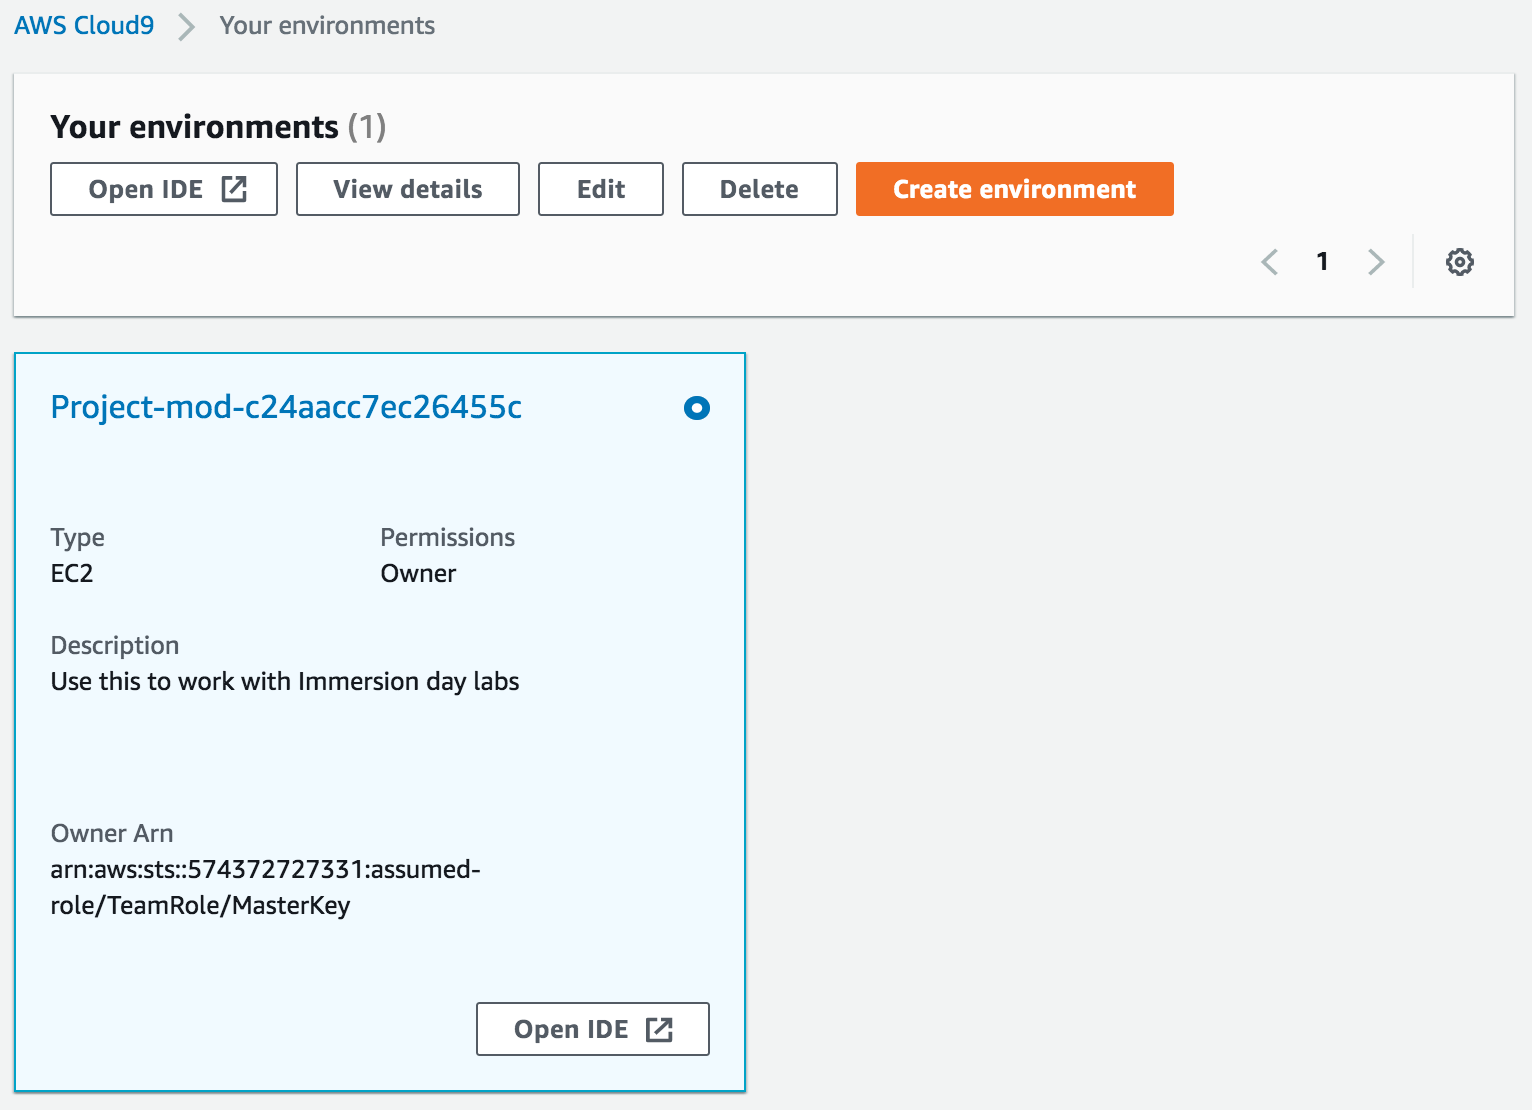 AWS Cloud9 Your environments
Your environments (1)
Open IDE View details Edit Delete Create environment
1
Project-mod-c24aacc7ec26455c
Type Permissions
EC2 Owner
Description
Use this to work with Immersion day labs
Owner Arn
arn:aws:sts::574372727331:assumed-
role/TeamRole/MasterKey
Open IDE